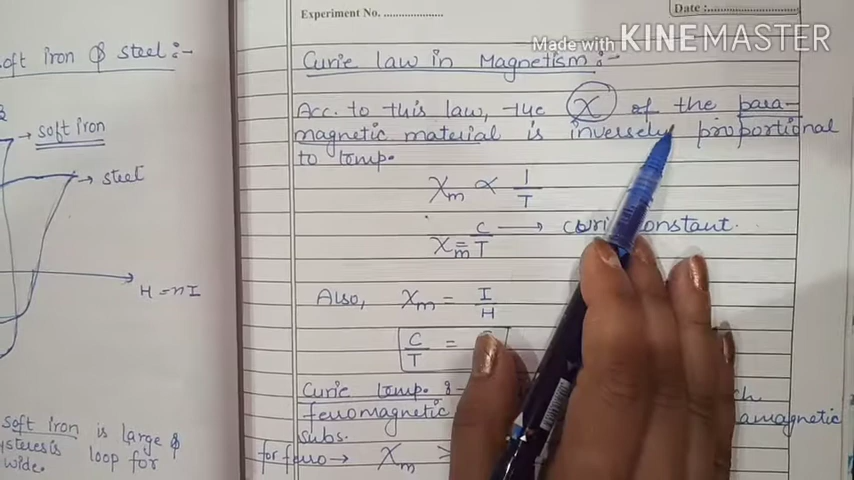 Experiment No.
Date :
Made with KINEMASTER
soft iron & steel :-
→ soft iron
→ steel
H = nI
soft iron is large &
hysteresis loop for
wide.
Curie law in Magnetism :-
Acc. to this law, the χ of the para-
magnetic material is inversely proportional
to temp.
χm ∝ 1/T
χm = C/T → curie constant.
Also, χm = I/H
C/T =
Curie temp. :-
ferromagnetic
paramagnetic
subs.
for ferro → χm >